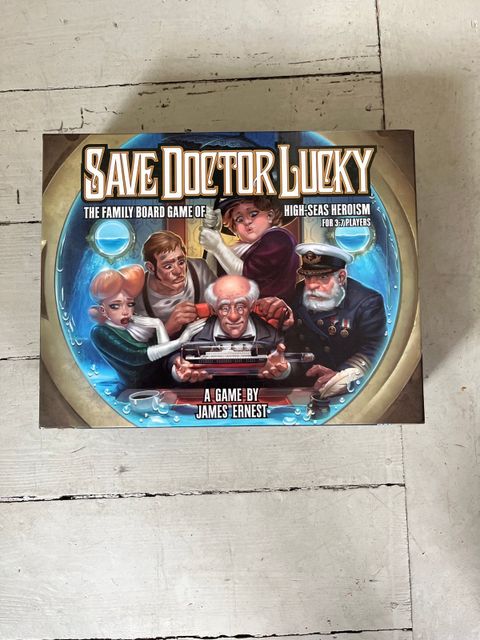 SAVE DOCTOR LUCKY
THE FAMILY BOARD GAME OF HIGH-SEAS HEROISM
FOR 3-7 PLAYERS
A GAME BY
JAMES ERNEST